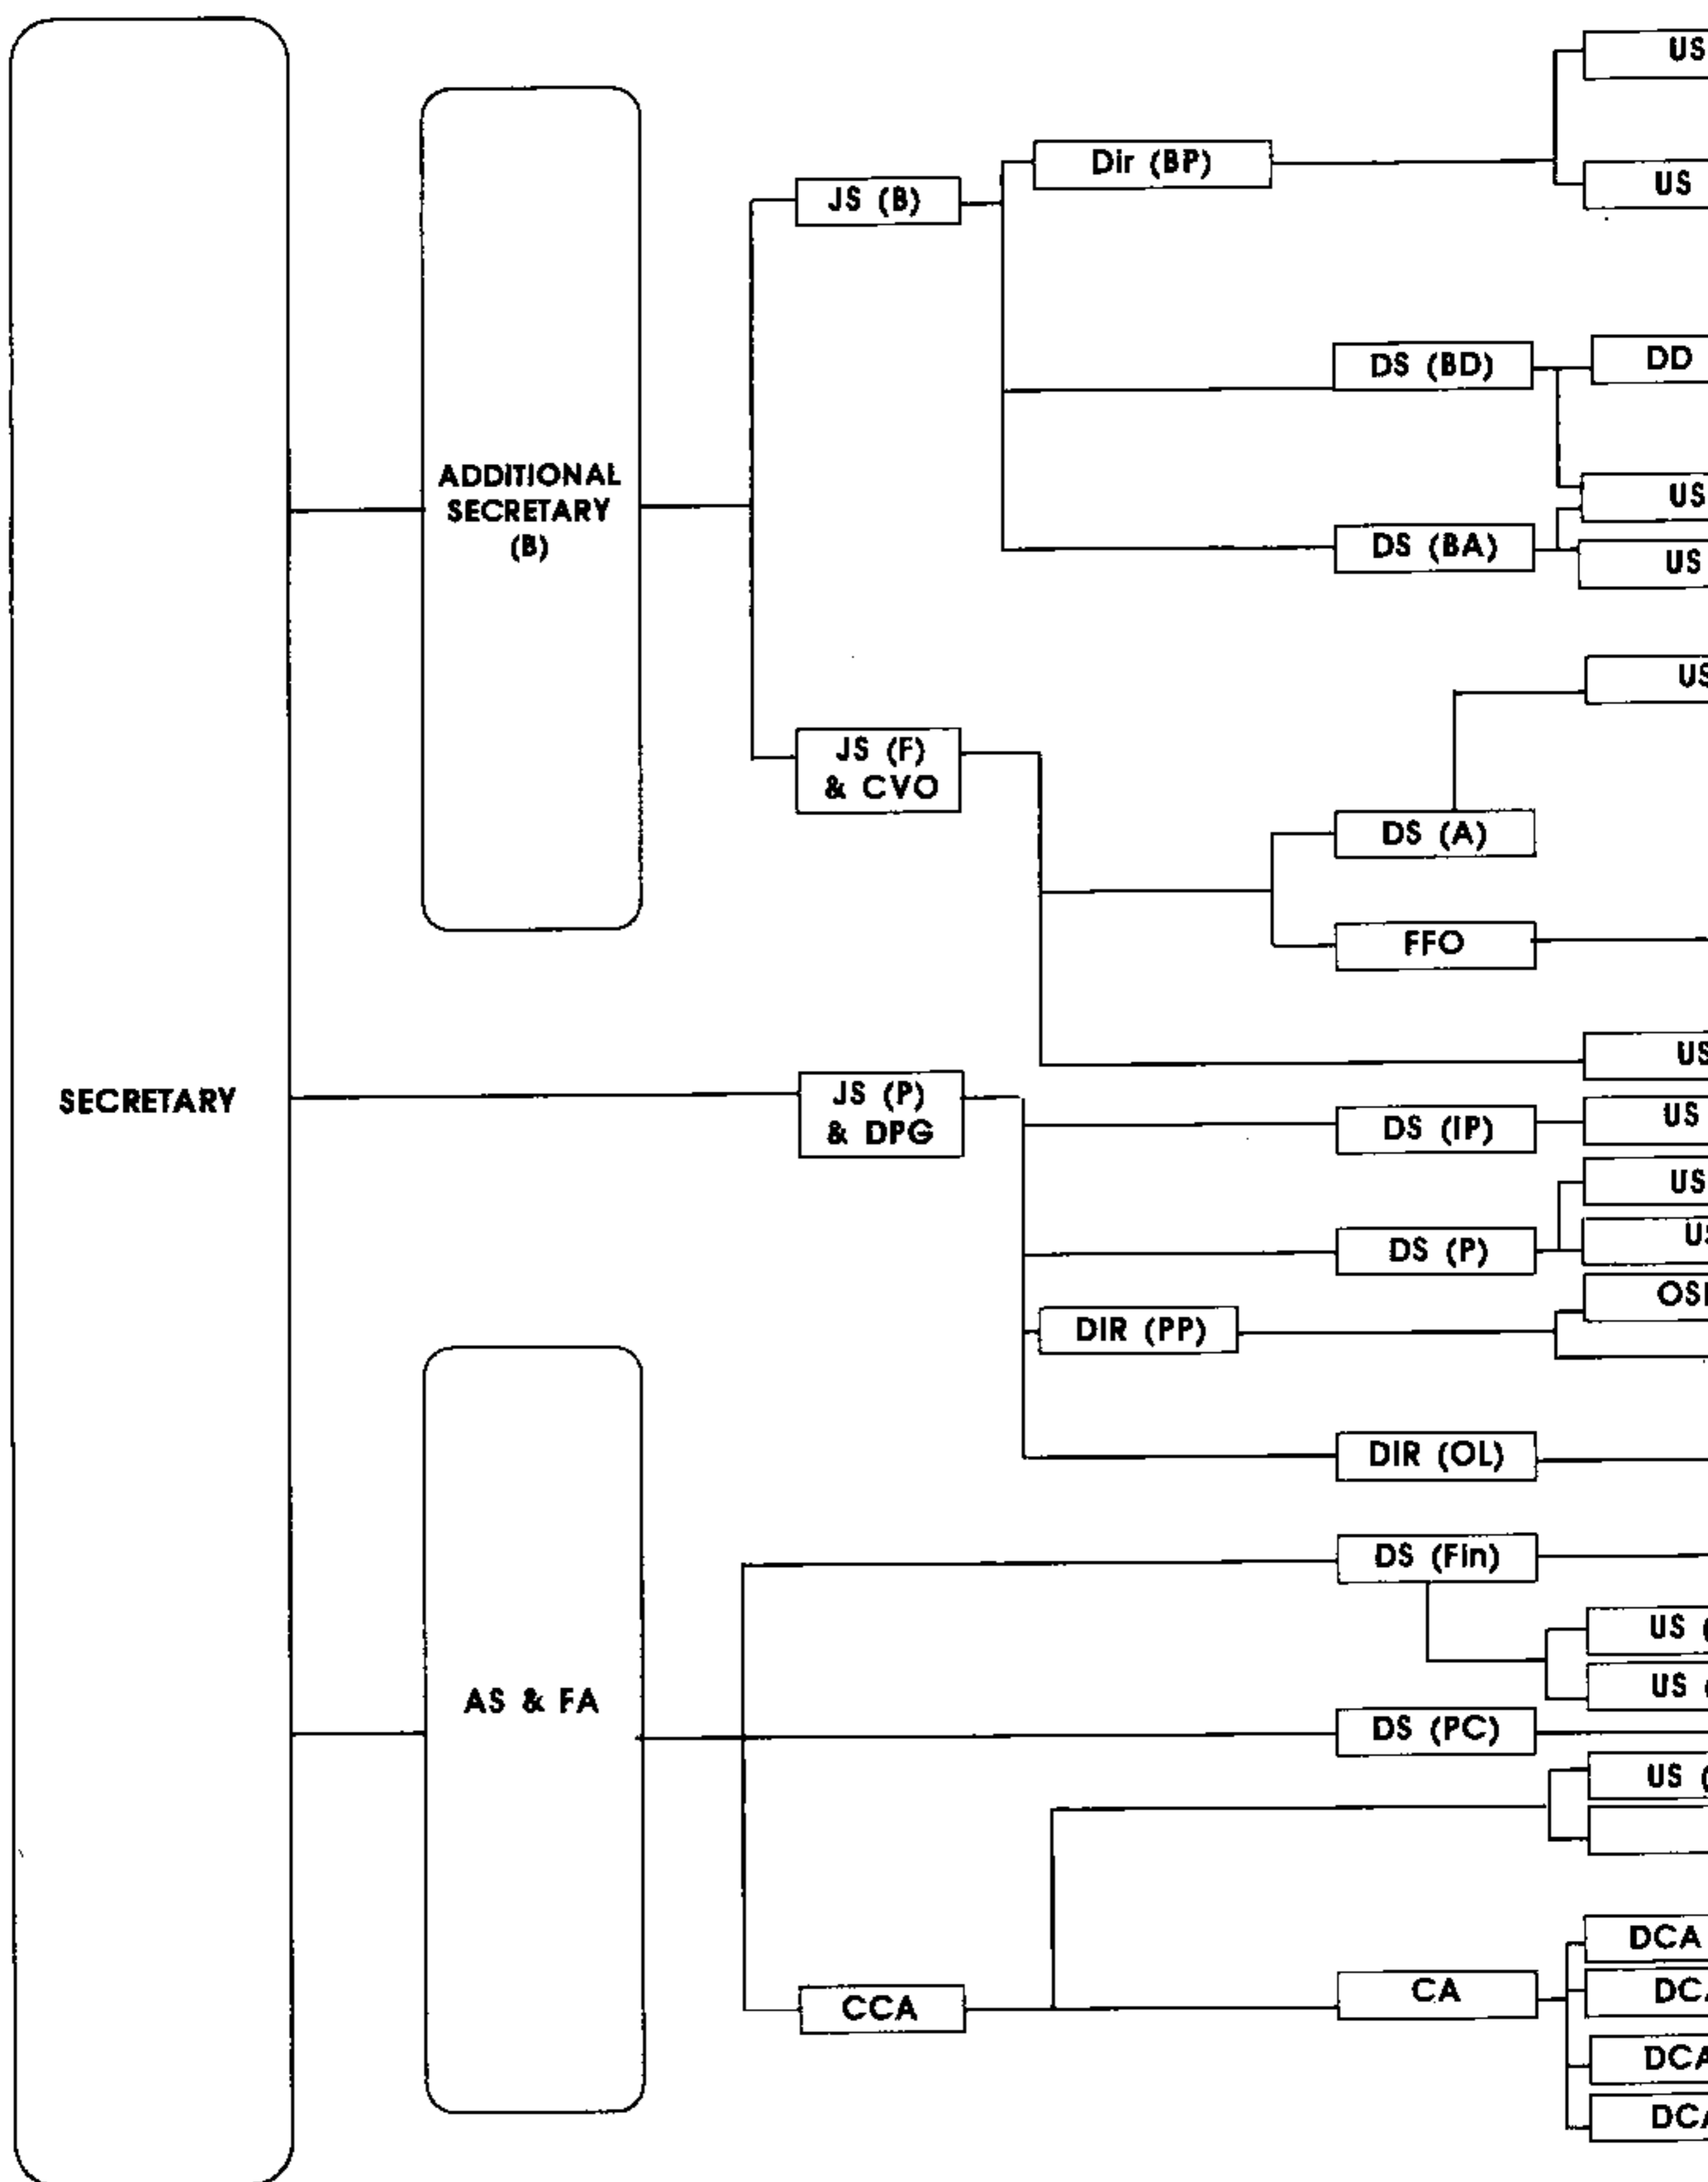 SECRETARY
ADDITIONAL
SECRETARY
(B)
AS & FA
JS (B)
JS (F)
& CVO
JS (P)
& DPG
CCA
Dir (BP)
DIR (PP)
DS (BD)
DS (BA)
DS (A)
FFO
DS (IP)
DS (P)
DIR (OL)
DS (Fin)
DS (PC)
CA
US
US
DD
US
US
US
US
US
US
US (
US (
US (
DCA